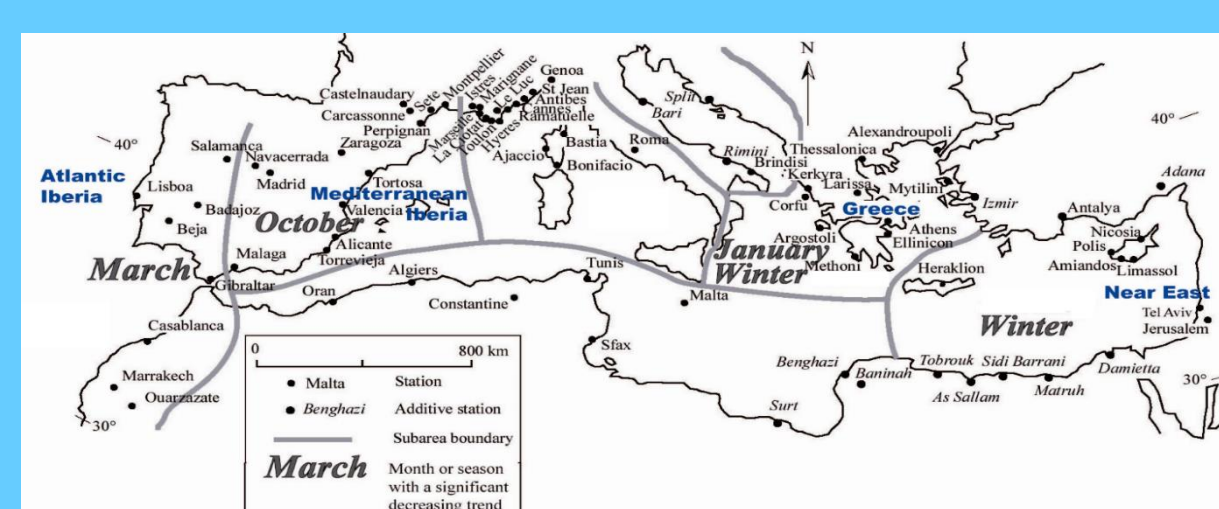 Genoa
St Jean
Antibes
Cannes
Ramatuelle
Le Luc
Marignane
Istres
Montpellier
Sete
Castelnaudary
Carcassonne
Perpignan
Marseille
La Ciotat
Toulon
Hyeres
N
Split
Bari
40°
40°
Salamanca
Navacerrada
Zaragoza
Madrid
Ajaccio
Bastia
Bonifacio
Roma
Rimini
Brindisi
Kerkyra
Corfu
Thessalonica
Alexandroupoli
Larissa
Mytilini
Izmir
Adana
Atlantic
Iberia
Lisboa
Badajoz
Beja
Tortosa
Mediterranean
Iberia
Valencia
October
Alicante
Torrevieja
Malaga
Gibraltar
March
Greece
Athens
Ellinicon
Argostoli
Methoni
January
Winter
Heraklion
Antalya
Nicosia
Polis
Amiandos
Limassol
Near East
Tel Aviv
Jerusalem
Winter
Casablanca
Marrakech
Ouarzazate
30°
Oran
Algiers
Constantine
Tunis
Malta
Sfax
Surt
Benghazi
Baninah
Tobrouk
Sidi Barrani
As Sallam
Matruh
Damietta
30°
0 800 km
Malta Station
Benghazi Additive station
Subarea boundary
March Month or season
with a significant
decreasing trend